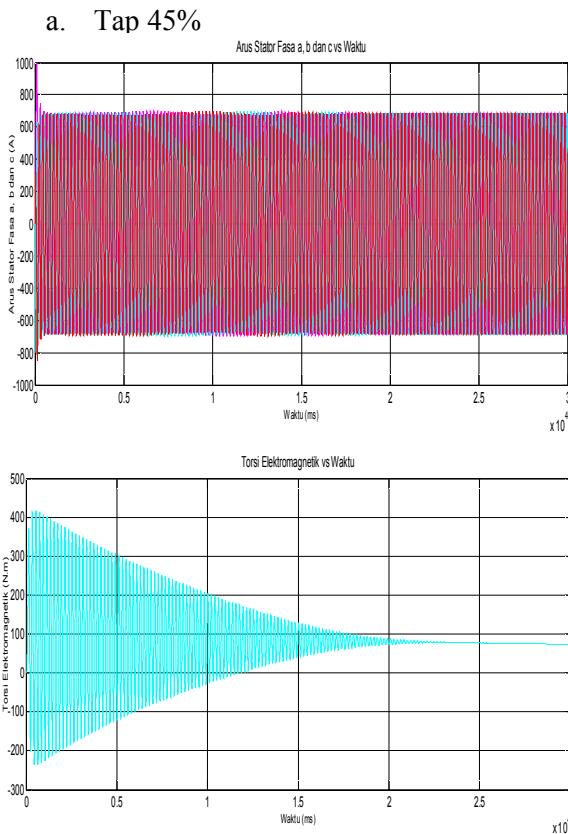 a. Tap 45%
Arus Stator Fasa a, b dan c vs Waktu
Arus Stator Fasa a, b dan c (A)
1000
800
600
400
200
0
-200
-400
-600
-800
-1000
0 0.5 1 1.5 2 2.5 3
Waktu (ms)
x 10
Torsi Elektromagnetik vs Waktu
Torsi Elektromagnetik (N.m)
500
400
300
200
100
0
-100
-200
-300
0 0.5 1 1.5 2 2.5
Waktu (ms)
x10